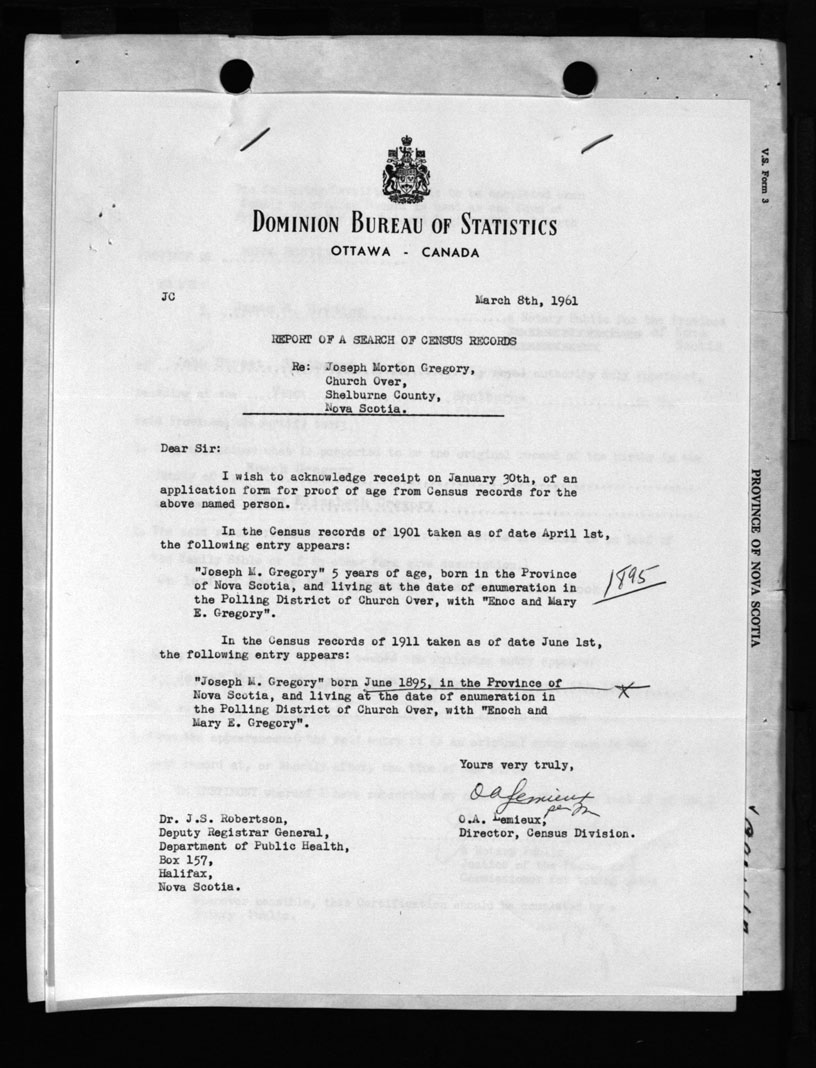 V.S. Form 3
PROVINCE OF NOVA SCOTIA
DOMINION BUREAU OF STATISTICS
OTTAWA - CANADA
JC
March 8th, 1961
REPORT OF A SEARCH OF CENSUS RECORDS
Re: Joseph Morton Gregory,
Church Over,
Shelburne County,
Nova Scotia.
Dear Sir:
I wish to acknowledge receipt on January 30th, of an
application form for proof of age from Census records for the
above named person.
In the Census records of 1901 taken as of date April 1st,
the following entry appears:
"Joseph M. Gregory" 5 years of age, born in the Province
of Nova Scotia, and living at the date of enumeration in
the Polling District of Church Over, with "Enoc and Mary
E. Gregory".
1895
In the Census records of 1911 taken as of date June 1st,
the following entry appears:
"Joseph M. Gregory" born June 1895, in the Province of
Nova Scotia, and living at the date of enumeration in
the Polling District of Church Over, with "Enoch and
Mary E. Gregory".
x
Yours very truly,
O A Lemieux
per
O.A. Lemieux,
Director, Census Division.
Dr. J.S. Robertson,
Deputy Registrar General,
Department of Public Health,
Box 157,
Halifax,
Nova Scotia.